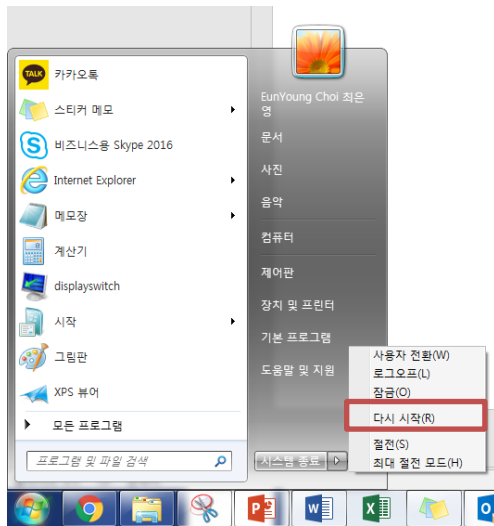 TALK
카카오톡
스티커 메모
비즈니스용 Skype 2016
Internet Explorer
메모장
계산기
displayswitch
시작
그림판
XPS 뷰어
모든 프로그램
프로그램 및 파일 검색
EunYoung Choi 최은
영
문서
사진
음악
컴퓨터
제어판
장치 및 프린터
기본 프로그램
도움말 및 지원
시스템 종료
사용자 전환(W)
로그오프(L)
잠금(O)
다시 시작(R)
절전(S)
최대 절전 모드(H)